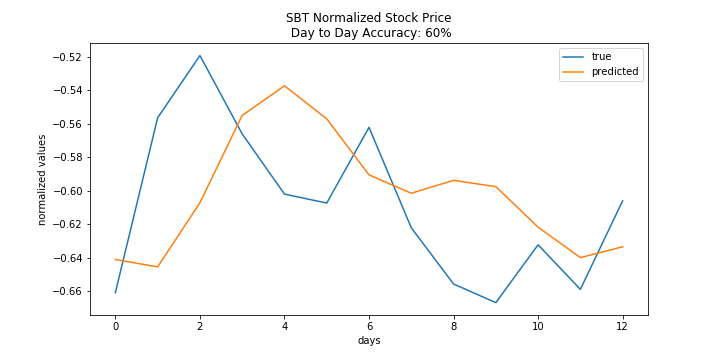 SBT Normalized Stock Price
Day to Day Accuracy: 60%
true
predicted
−0.52
−0.54
−0.56
−0.58
−0.60
−0.62
−0.64
−0.66
normalized values
0
2
4
6
8
10
12
days